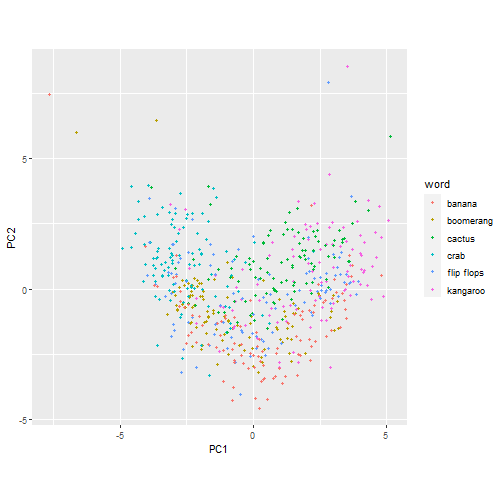 PC2
5
0
-5
-5
0
5
PC1
word
banana
boomerang
cactus
crab
flip flops
kangaroo